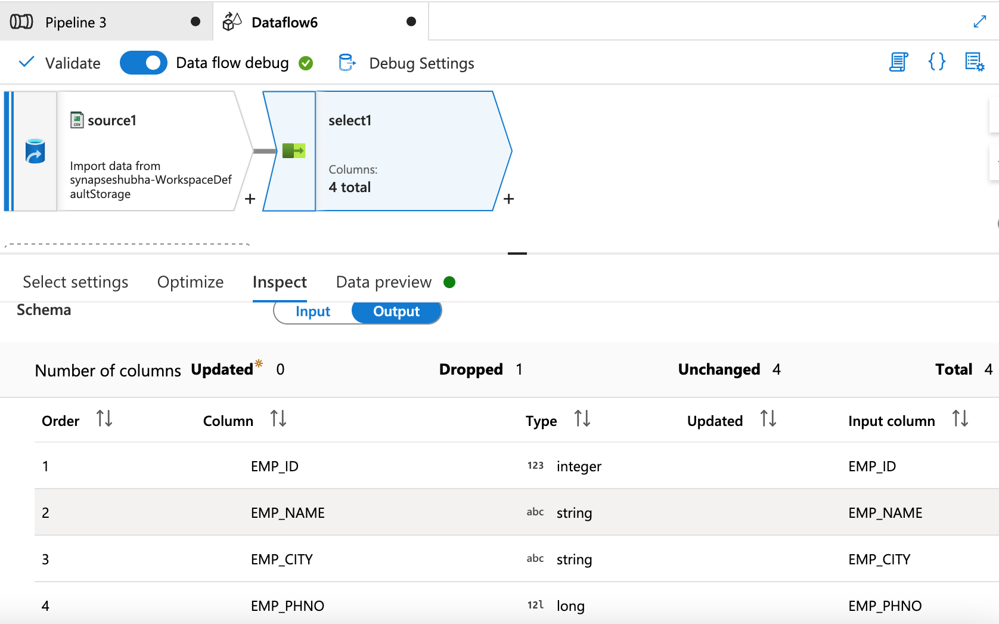 Pipeline 3
Dataflow6
Validate
Data flow debug
Debug Settings
CSV
source1
Import data from
synapseshubha-WorkspaceDef
aultStorage
+
select1
Columns:
4 total
+
Select settings
Optimize
Inspect
Data preview
Schema
Input
Output
Number of columns Updated* 0 Dropped 1 Unchanged 4 Total 4
Order Column Type Updated Input column
1 EMP_ID 123 integer EMP_ID
2 EMP_NAME abc string EMP_NAME
3 EMP_CITY abc string EMP_CITY
4 EMP_PHNO 12l long EMP_PHNO